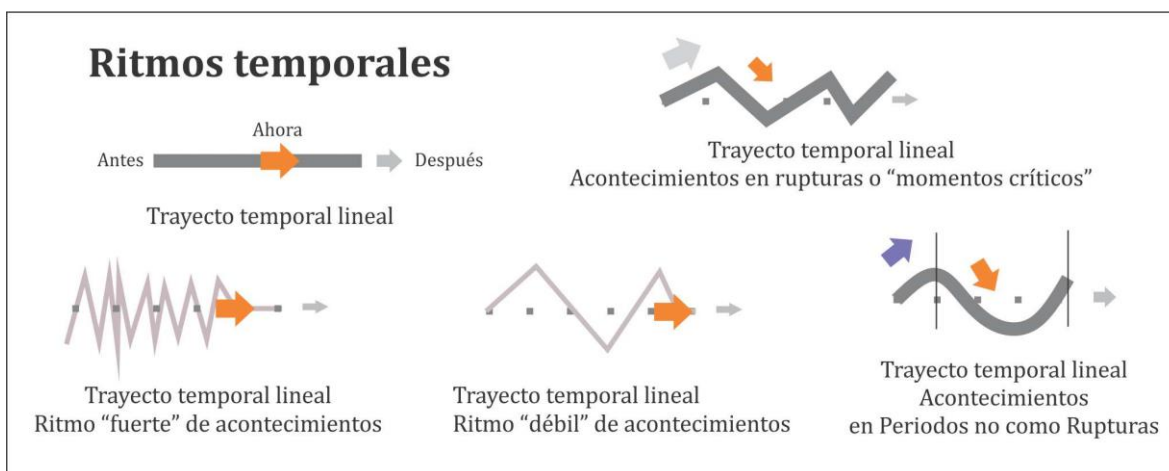 Ritmos temporales
Ahora
Antes
Después
Trayecto temporal lineal
Trayecto temporal lineal
Acontecimientos en rupturas o “momentos críticos”
Trayecto temporal lineal
Ritmo “fuerte” de acontecimientos
Trayecto temporal lineal
Ritmo “débil” de acontecimientos
Trayecto temporal lineal
Acontecimientos
en Periodos no como Rupturas